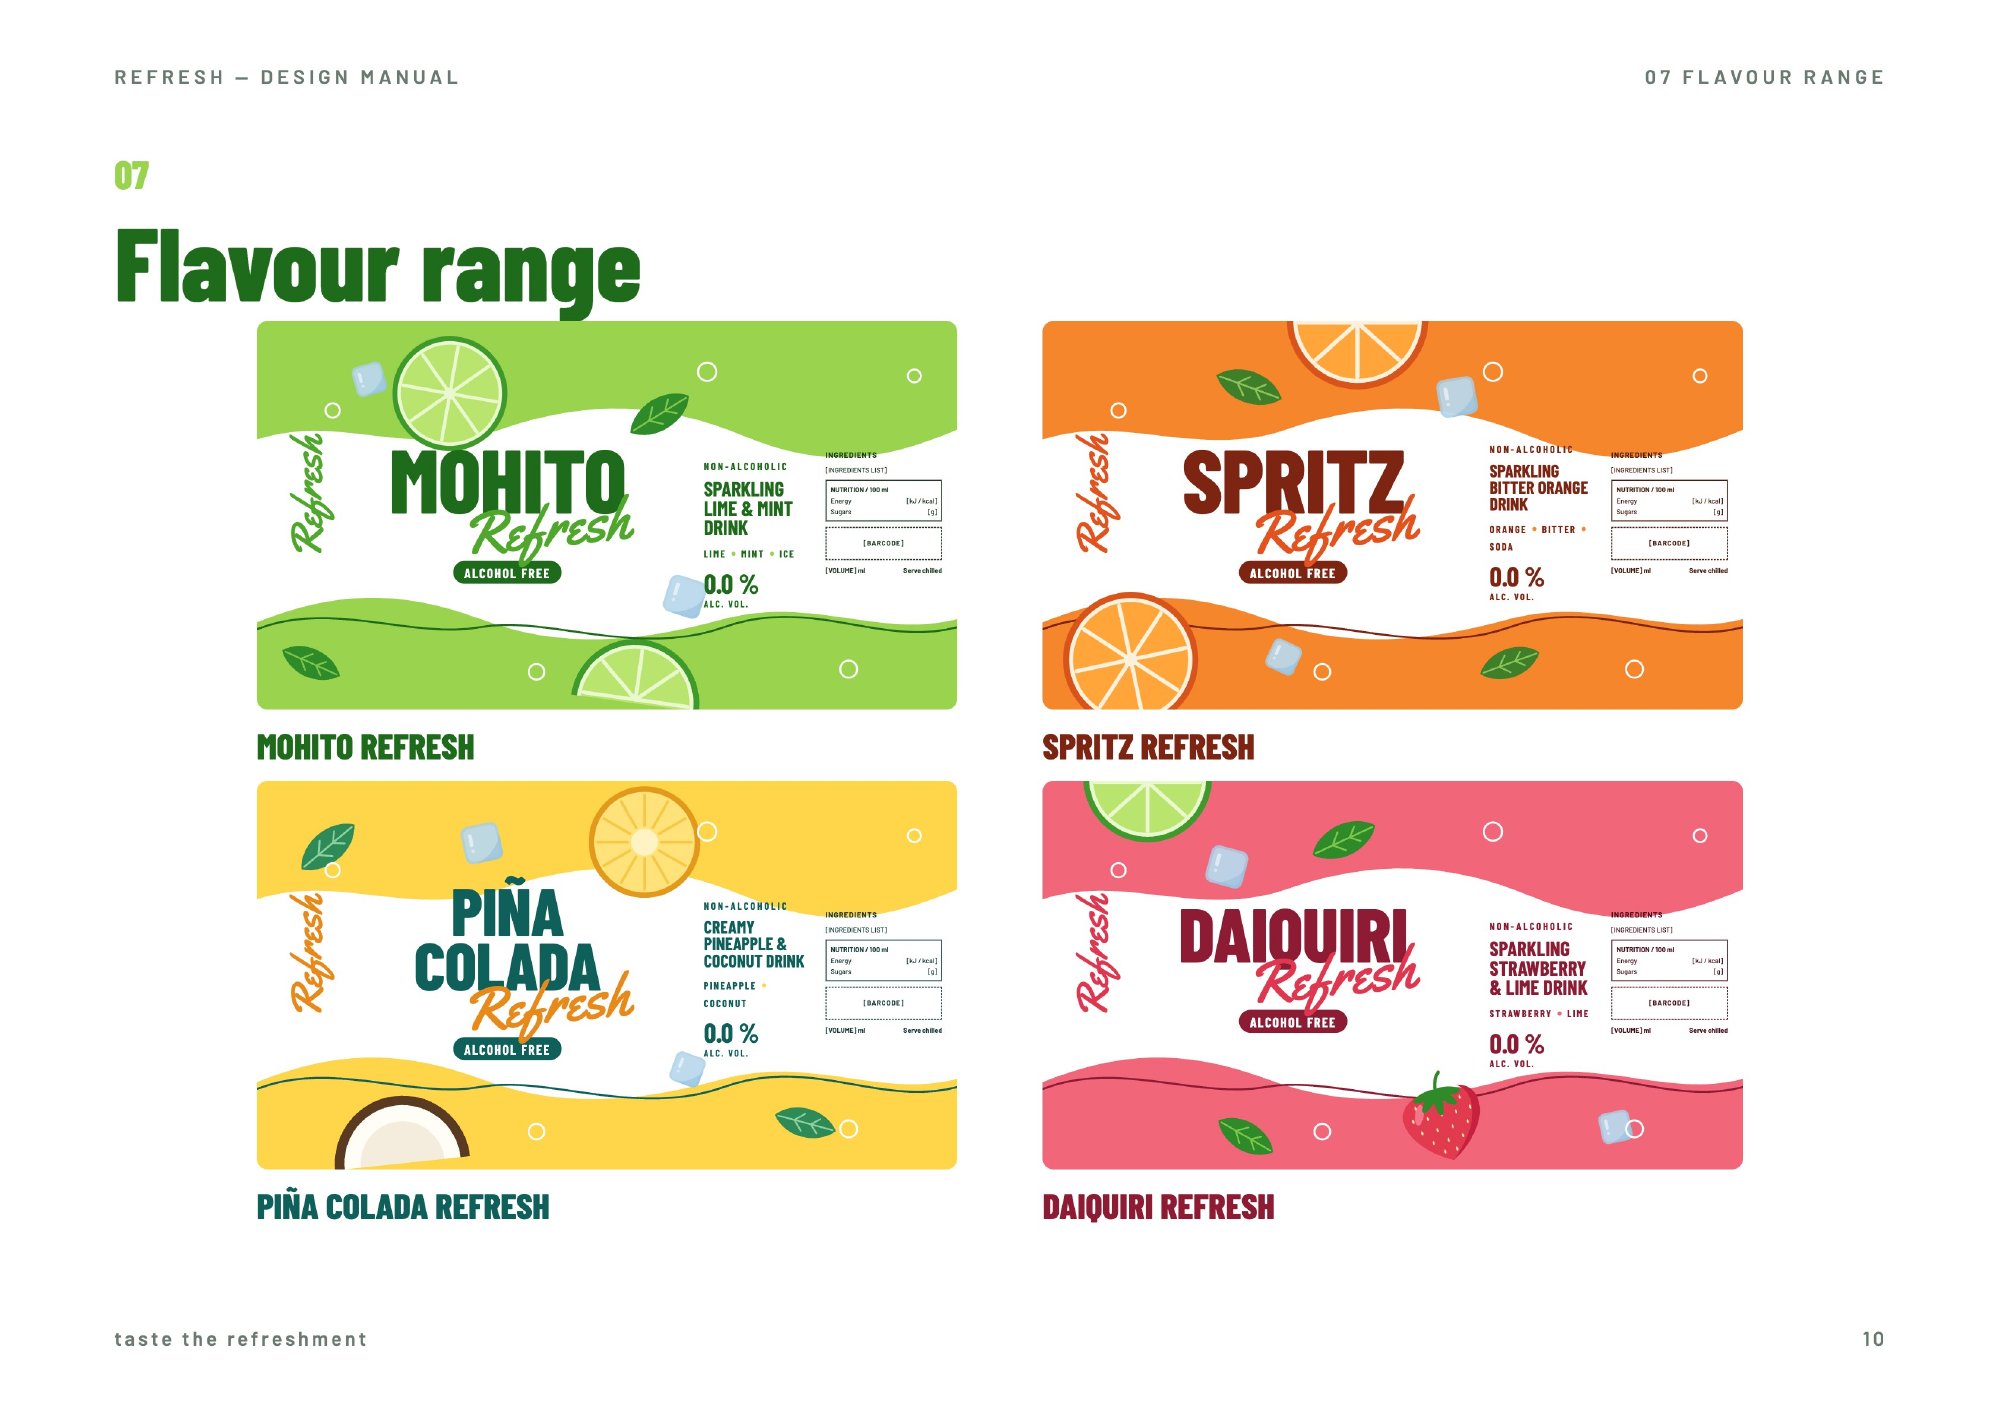 REFRESH — DESIGN MANUAL
07 FLAVOUR RANGE
07
Flavour range
Refresh
MOHITO
Refresh
ALCOHOL FREE
NON-ALCOHOLIC
SPARKLING
LIME & MINT
DRINK
LIME • MINT • ICE
0.0 %
ALC. VOL.
INGREDIENTS
[INGREDIENTS LIST]
NUTRITION / 100 ml
Energy [kJ / kcal]
Sugars [g]
[BARCODE]
[VOLUME] ml Serve chilled
MOHITO REFRESH
Refresh
SPRITZ
Refresh
ALCOHOL FREE
NON-ALCOHOLIC
SPARKLING
BITTER ORANGE
DRINK
ORANGE • BITTER •
SODA
0.0 %
ALC. VOL.
INGREDIENTS
[INGREDIENTS LIST]
NUTRITION / 100 ml
Energy [kJ / kcal]
Sugars [g]
[BARCODE]
[VOLUME] ml Serve chilled
SPRITZ REFRESH
Refresh
PIÑA
COLADA
Refresh
ALCOHOL FREE
NON-ALCOHOLIC
CREAMY
PINEAPPLE &
COCONUT DRINK
PINEAPPLE •
COCONUT
0.0 %
ALC. VOL.
INGREDIENTS
[INGREDIENTS LIST]
NUTRITION / 100 ml
Energy [kJ / kcal]
Sugars [g]
[BARCODE]
[VOLUME] ml Serve chilled
PIÑA COLADA REFRESH
Refresh
DAIQUIRI
Refresh
ALCOHOL FREE
NON-ALCOHOLIC
SPARKLING
STRAWBERRY
& LIME DRINK
STRAWBERRY • LIME
0.0 %
ALC. VOL.
INGREDIENTS
[INGREDIENTS LIST]
NUTRITION / 100 ml
Energy [kJ / kcal]
Sugars [g]
[BARCODE]
[VOLUME] ml Serve chilled
DAIQUIRI REFRESH
taste the refreshment
10